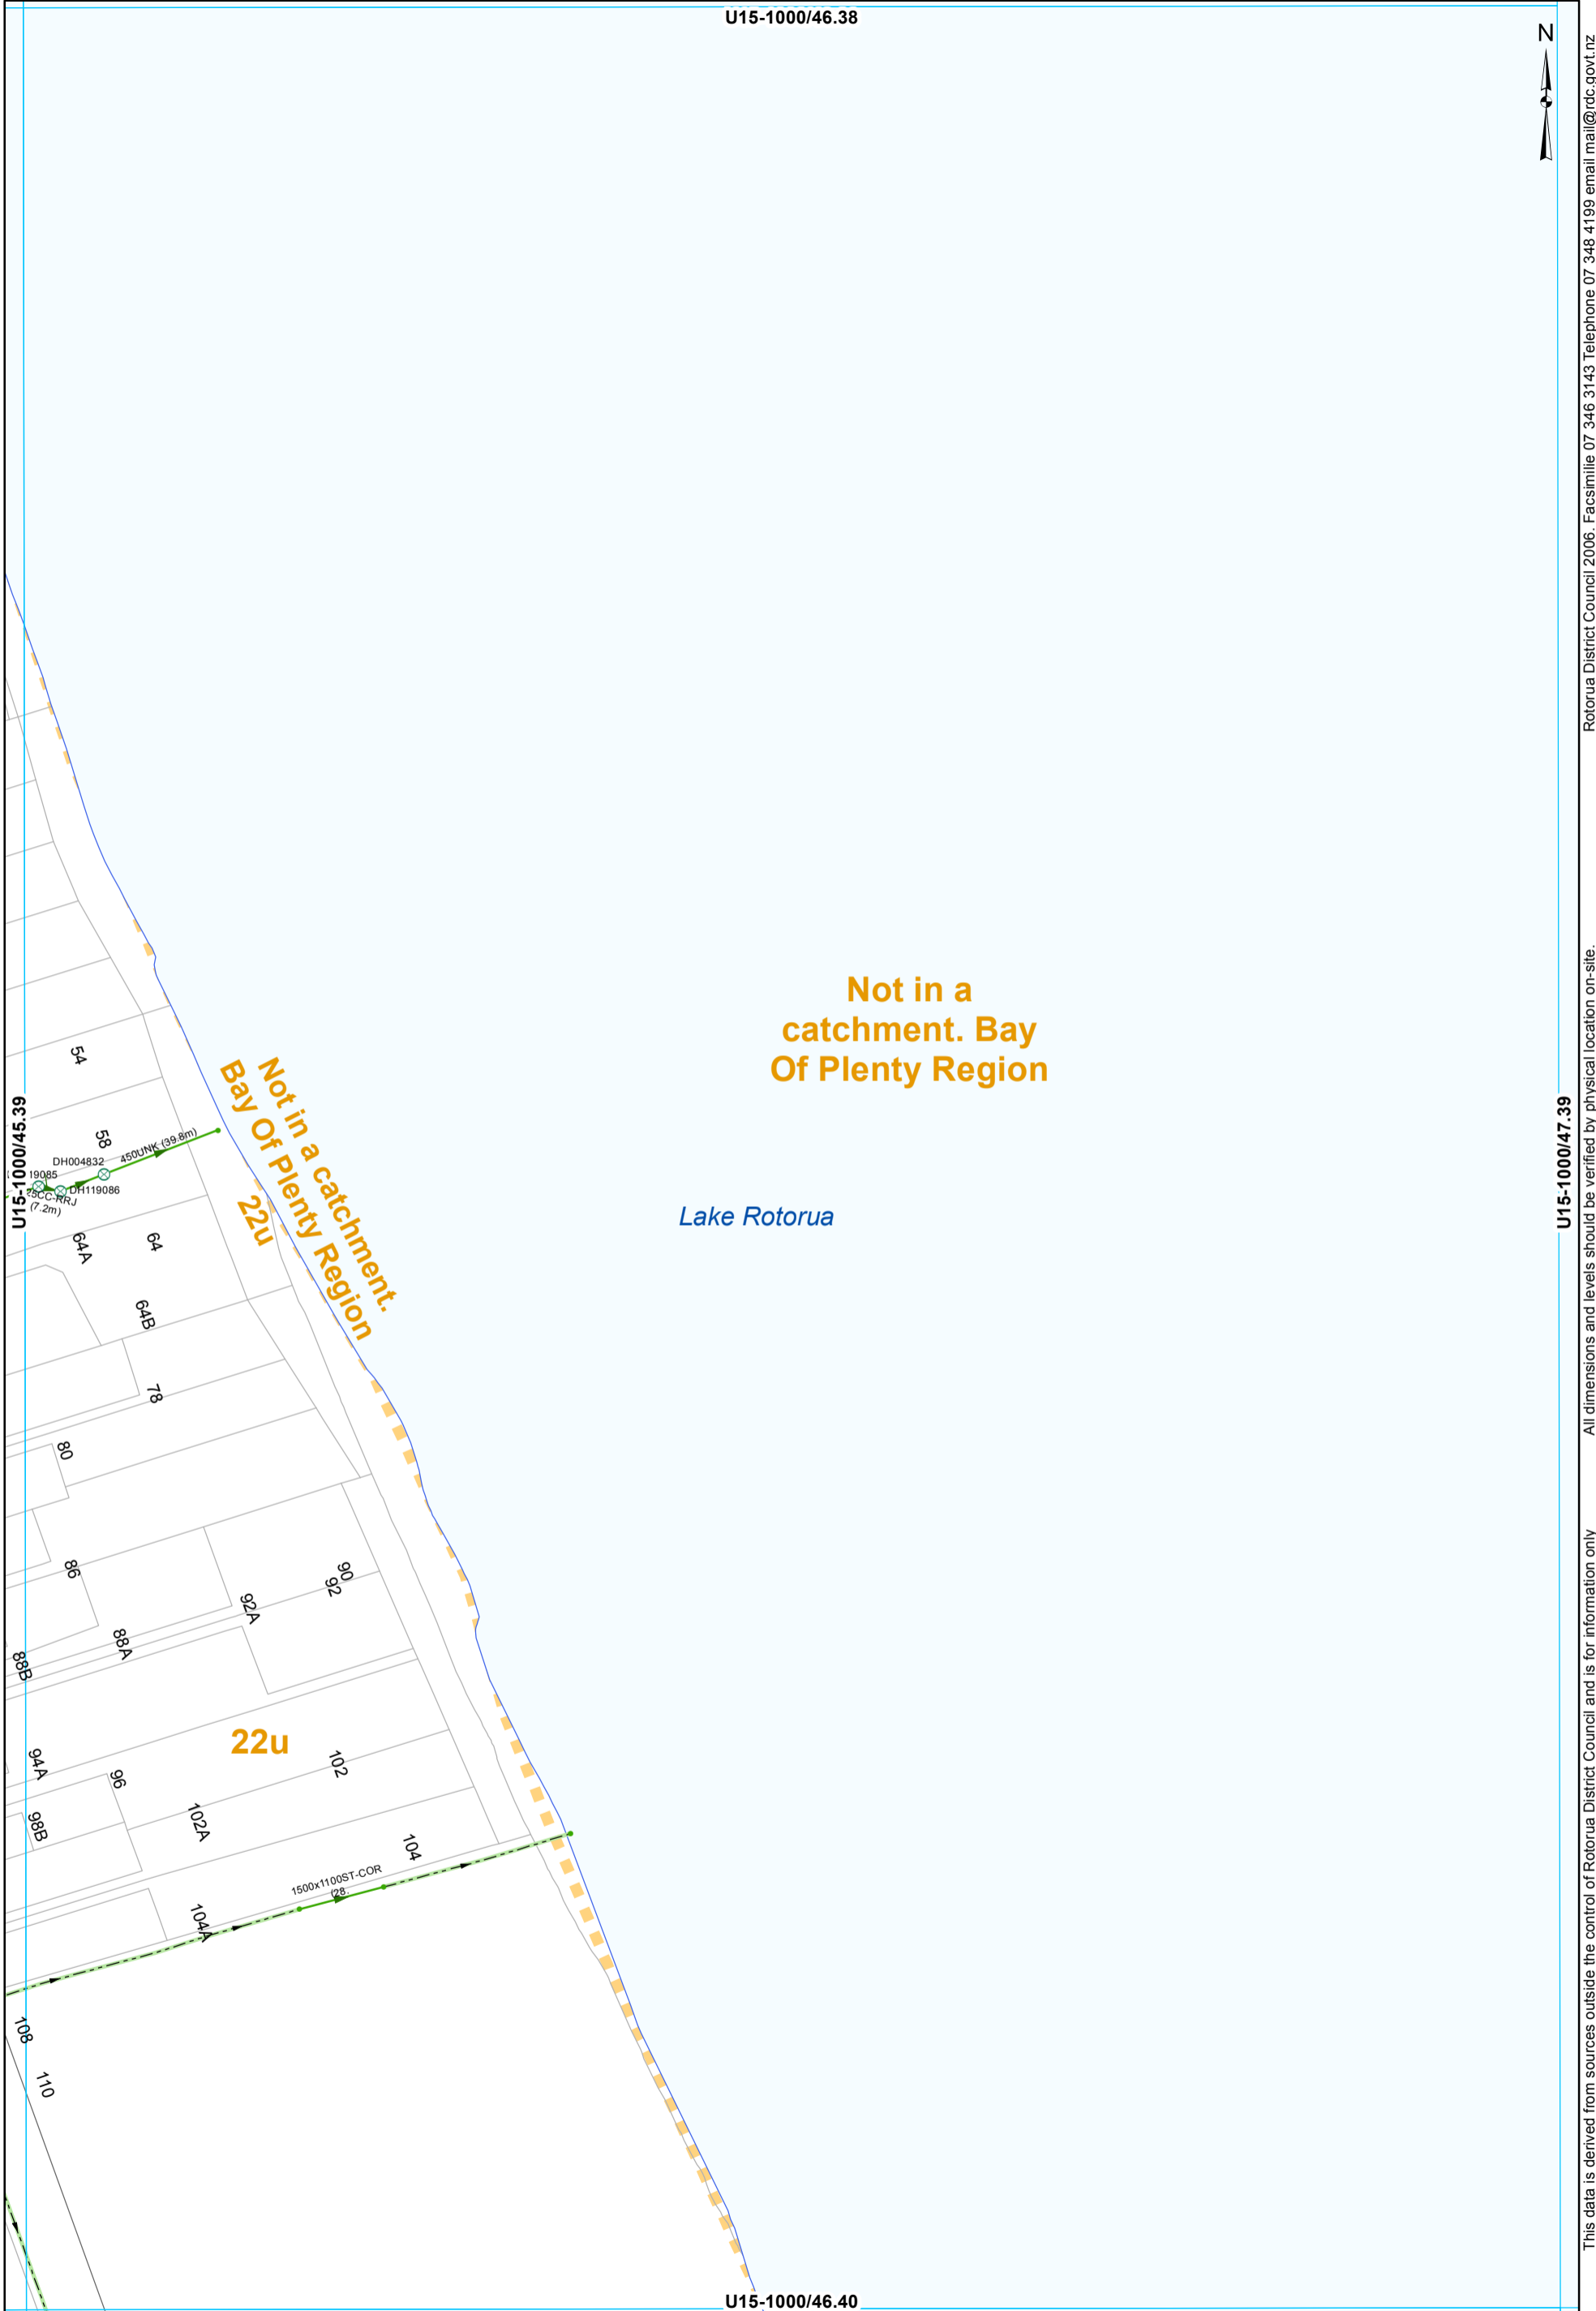 U15-1000/46.38
N
Rotorua District Council 2006. Facsimilie 07 346 3143 Telephone 07 348 4199 email mail@rdc.govt.nz
Not in a
catchment. Bay
Of Plenty Region
54
Not in a catchment.
Bay Of Plenty Region
22u
U15-1000/45.39
58
450UNK (39.8m)
DH004832
19085
DH119086
25CC-RRJ
(7.2m)
Lake Rotorua
U15-1000/47.39
All dimensions and levels should be verified by physical location on-site.
64A
64
64B
78
80
86
90
92
92A
88A
88B
22u
94A
96
102
98B
102A
104
1500x1100ST-COR
(28.
104A
108
110
This data is derived from sources outside the control of Rotorua District Council and is for information only
U15-1000/46.40